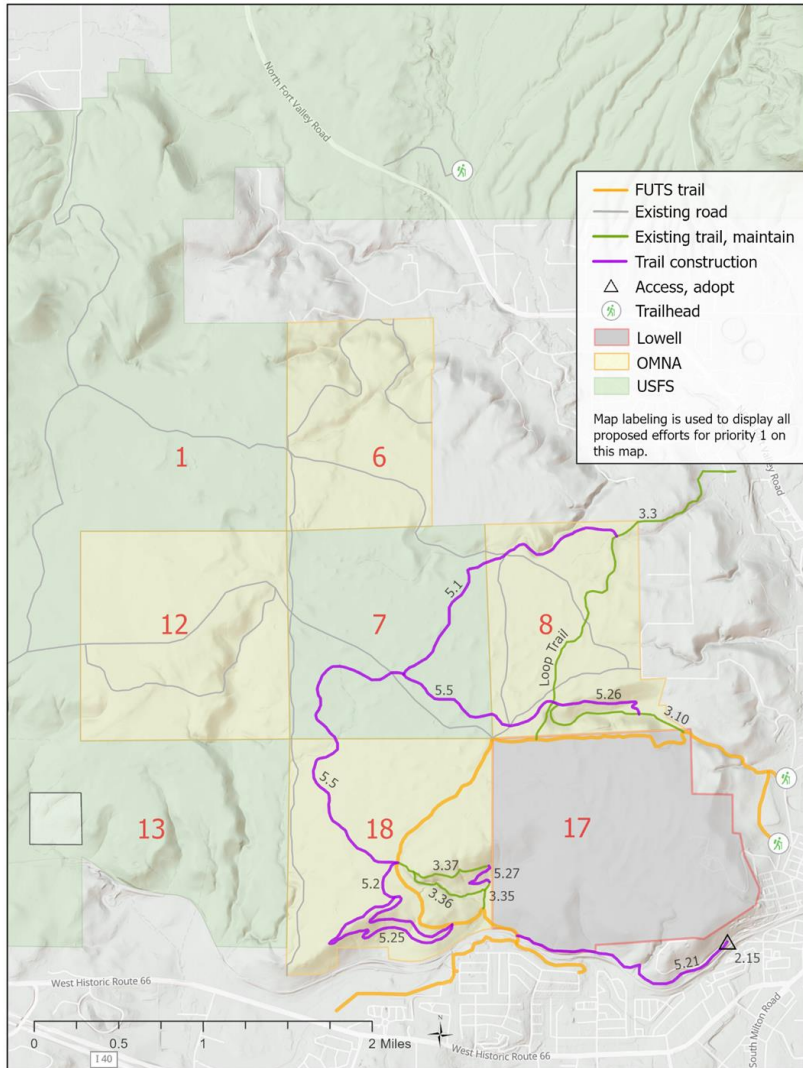 North Fort Valley Road
FUTS trail
Existing road
Existing trail, maintain
Trail construction
Access, adopt
Trailhead
Lowell
OMNA
USFS
Map labeling is used to display all
proposed efforts for priority 1 on
this map.
1
6
3.3
5.1
12
7
8
Loop Trail
5.5
5.26
3.10
5.5
13
18
17
3.37
5.27
5.2
3.36
3.35
5.25
5.21
2.15
West Historic Route 66
South Milton Road
0
0.5
1
2 Miles
N
West Historic Route 66
I 40